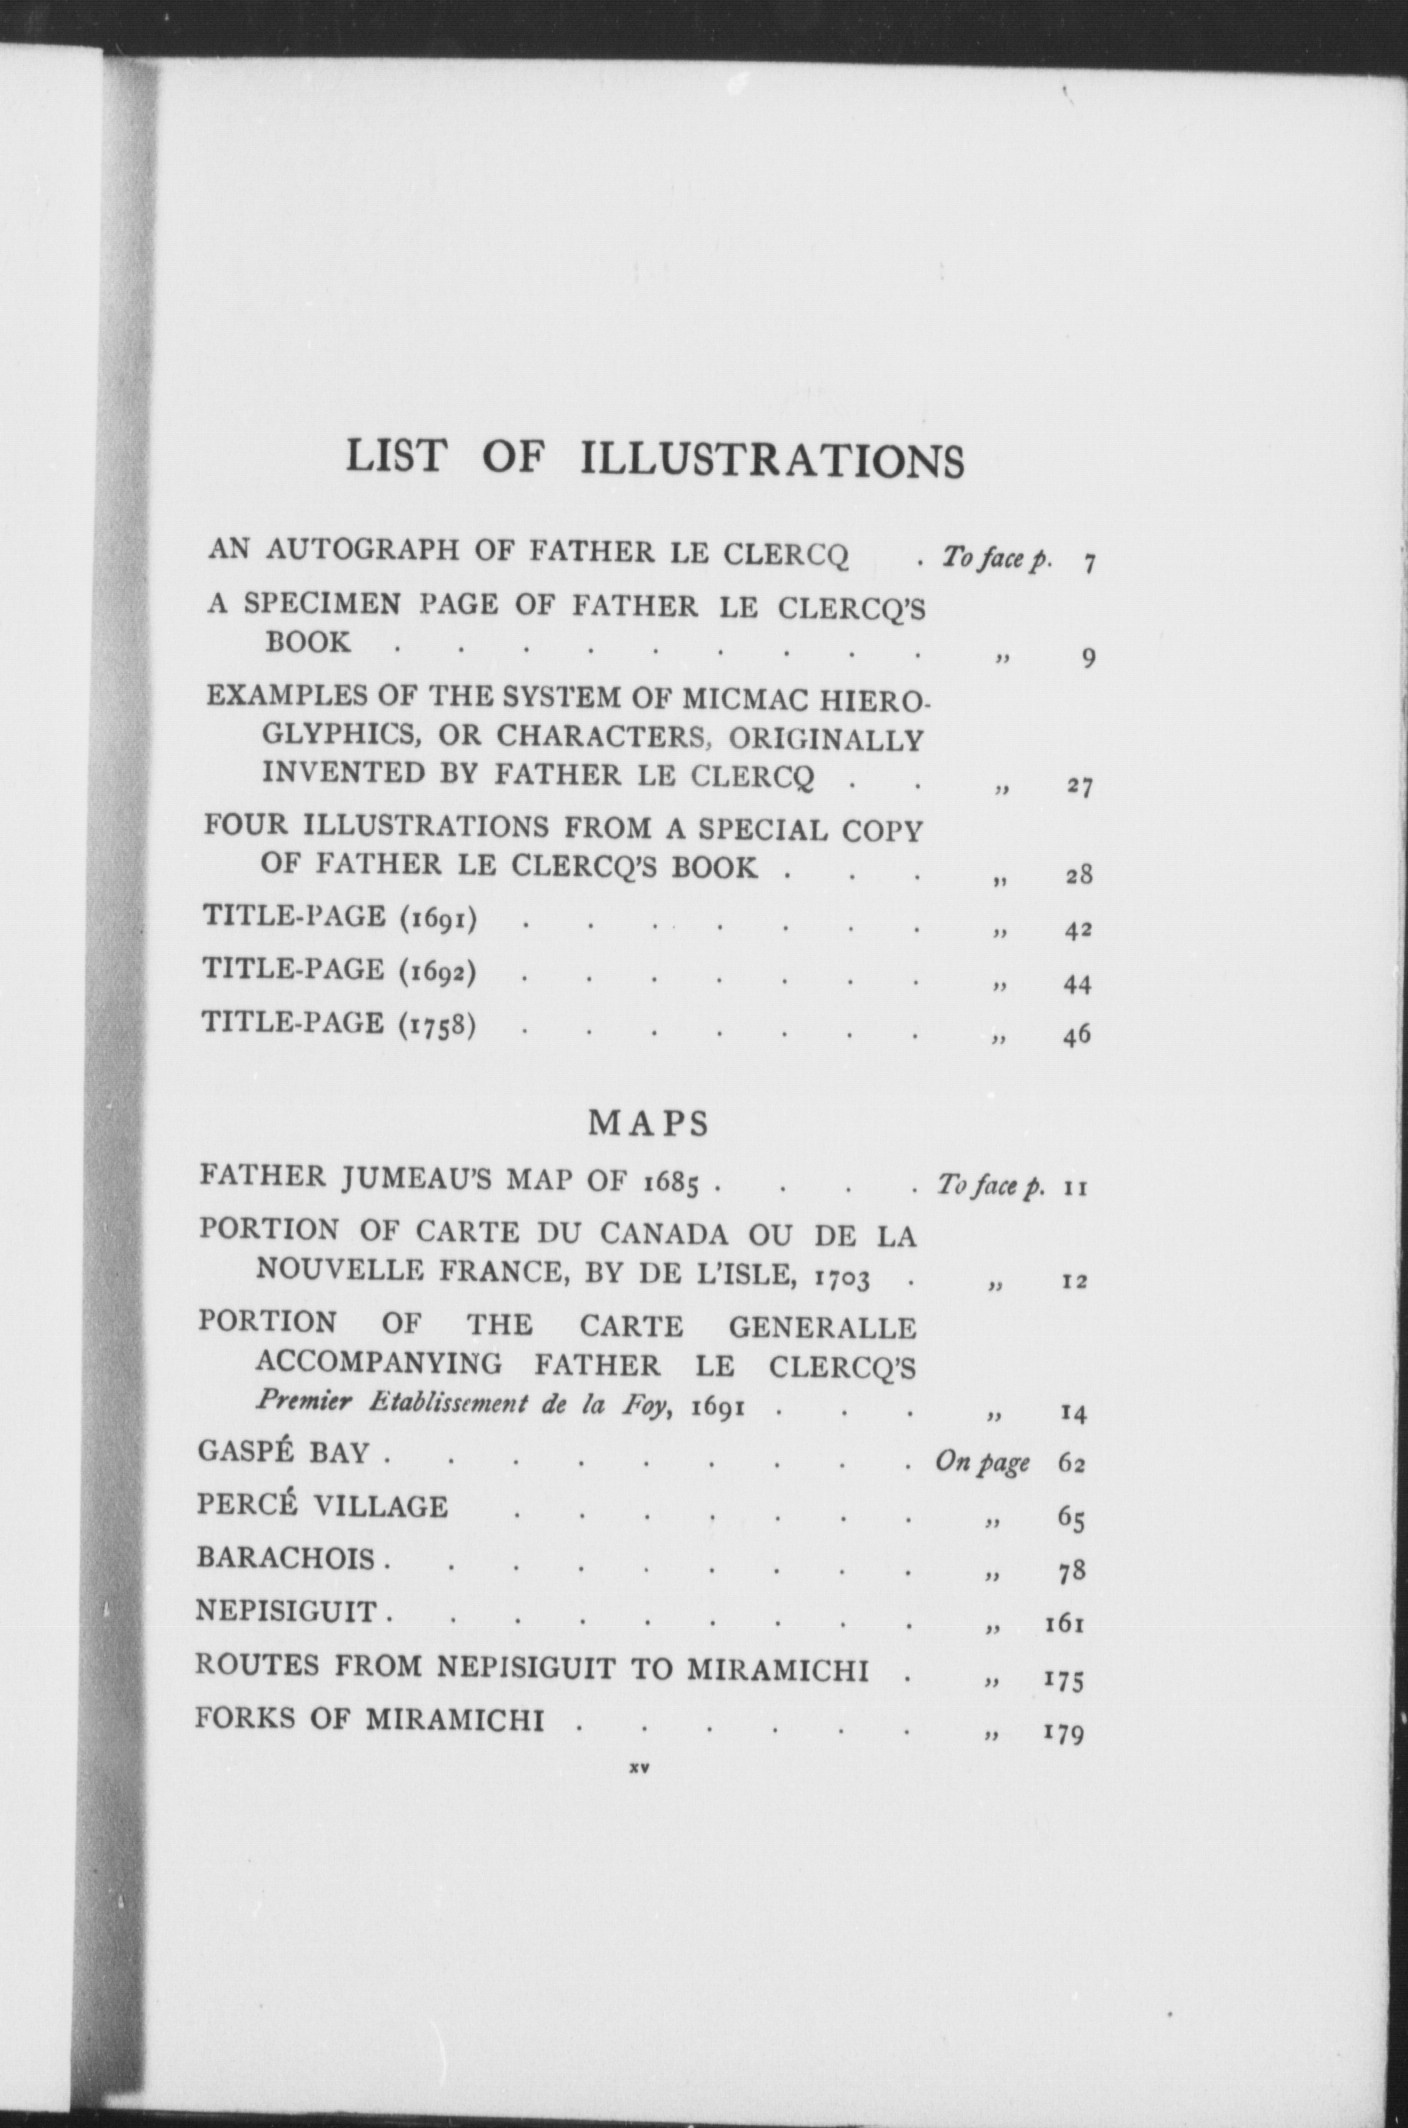 LIST OF ILLUSTRATIONS
AN AUTOGRAPH OF FATHER LE CLERCQ . To face p. 7
A SPECIMEN PAGE OF FATHER LE CLERCQ'S
BOOK . . . . . . . . . „ 9
EXAMPLES OF THE SYSTEM OF MICMAC HIERO-
GLYPHICS, OR CHARACTERS, ORIGINALLY
INVENTED BY FATHER LE CLERCQ . . „ 27
FOUR ILLUSTRATIONS FROM A SPECIAL COPY
OF FATHER LE CLERCQ'S BOOK . . . „ 28
TITLE-PAGE (1691) . . . . . . . „ 42
TITLE-PAGE (1692) . . . . . . . „ 44
TITLE-PAGE (1758) . . . . . . . „ 46
MAPS
FATHER JUMEAU'S MAP OF 1685 . . . . To face p. 11
PORTION OF CARTE DU CANADA OU DE LA
NOUVELLE FRANCE, BY DE L'ISLE, 1703 . „ 12
PORTION OF THE CARTE GENERALLE
ACCOMPANYING FATHER LE CLERCQ'S
Premier Etablissement de la Foy, 1691 . . . „ 14
GASPÉ BAY . . . . . . . . . On page 62
PERCÉ VILLAGE . . . . . . . „ 65
BARACHOIS . . . . . . . . . „ 78
NEPISIGUIT . . . . . . . . . „ 161
ROUTES FROM NEPISIGUIT TO MIRAMICHI . „ 175
FORKS OF MIRAMICHI . . . . . . „ 179
xv